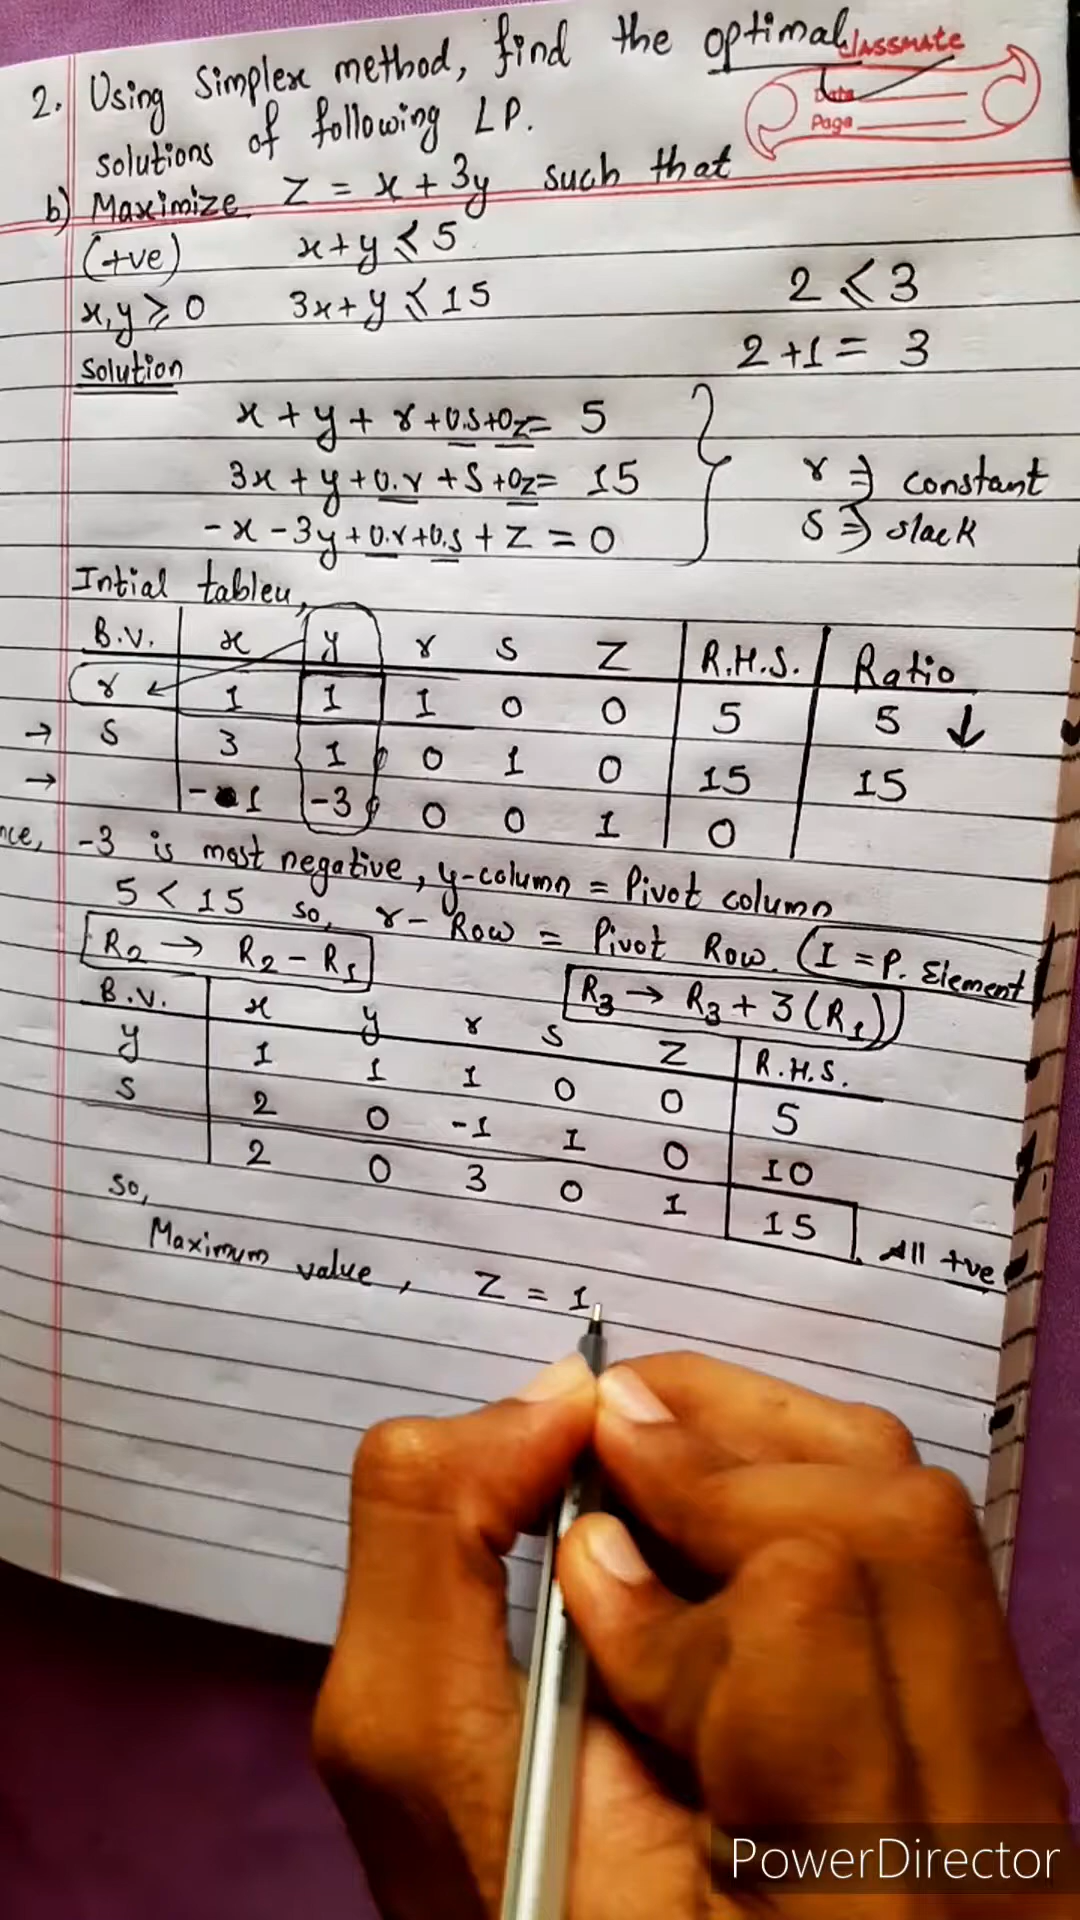 2. Using Simplex method, find the optimal
classmate
Date
Page
solutions of following LP.
b) Maximize Z = x + 3y such that
(+ve) x+y ≤ 5
x,y ≥ 0 3x+y ≤ 15
2 ≤ 3
2+1 = 3
Solution
x + y + r + 0.s + 0z = 5
3x + y + 0.r + s + 0z = 15
-x - 3y + 0.r + 0.s + z = 0
r ⇒ constant
s ⇒ slack
Intial tableu,
B.V. x y r s z R.H.S. Ratio
r 1 1 1 0 0 5 5 ↓
→ s 3 1 0 1 0 15 15
→ -1 -3 0 0 1 0
nce, -3 is most negative, y-column = Pivot column
5 < 15 so, r- Row = Pivot Row. (1 = P. Element
R2 → R2 - R1
R3 → R3 + 3(R1)
B.V. x y r s z R.H.S.
y 1 1 1 0 0 5
s 2 0 -1 1 0 10
2 0 3 0 1 15 All +ve
So,
Maximum value, Z = 1
PowerDirector